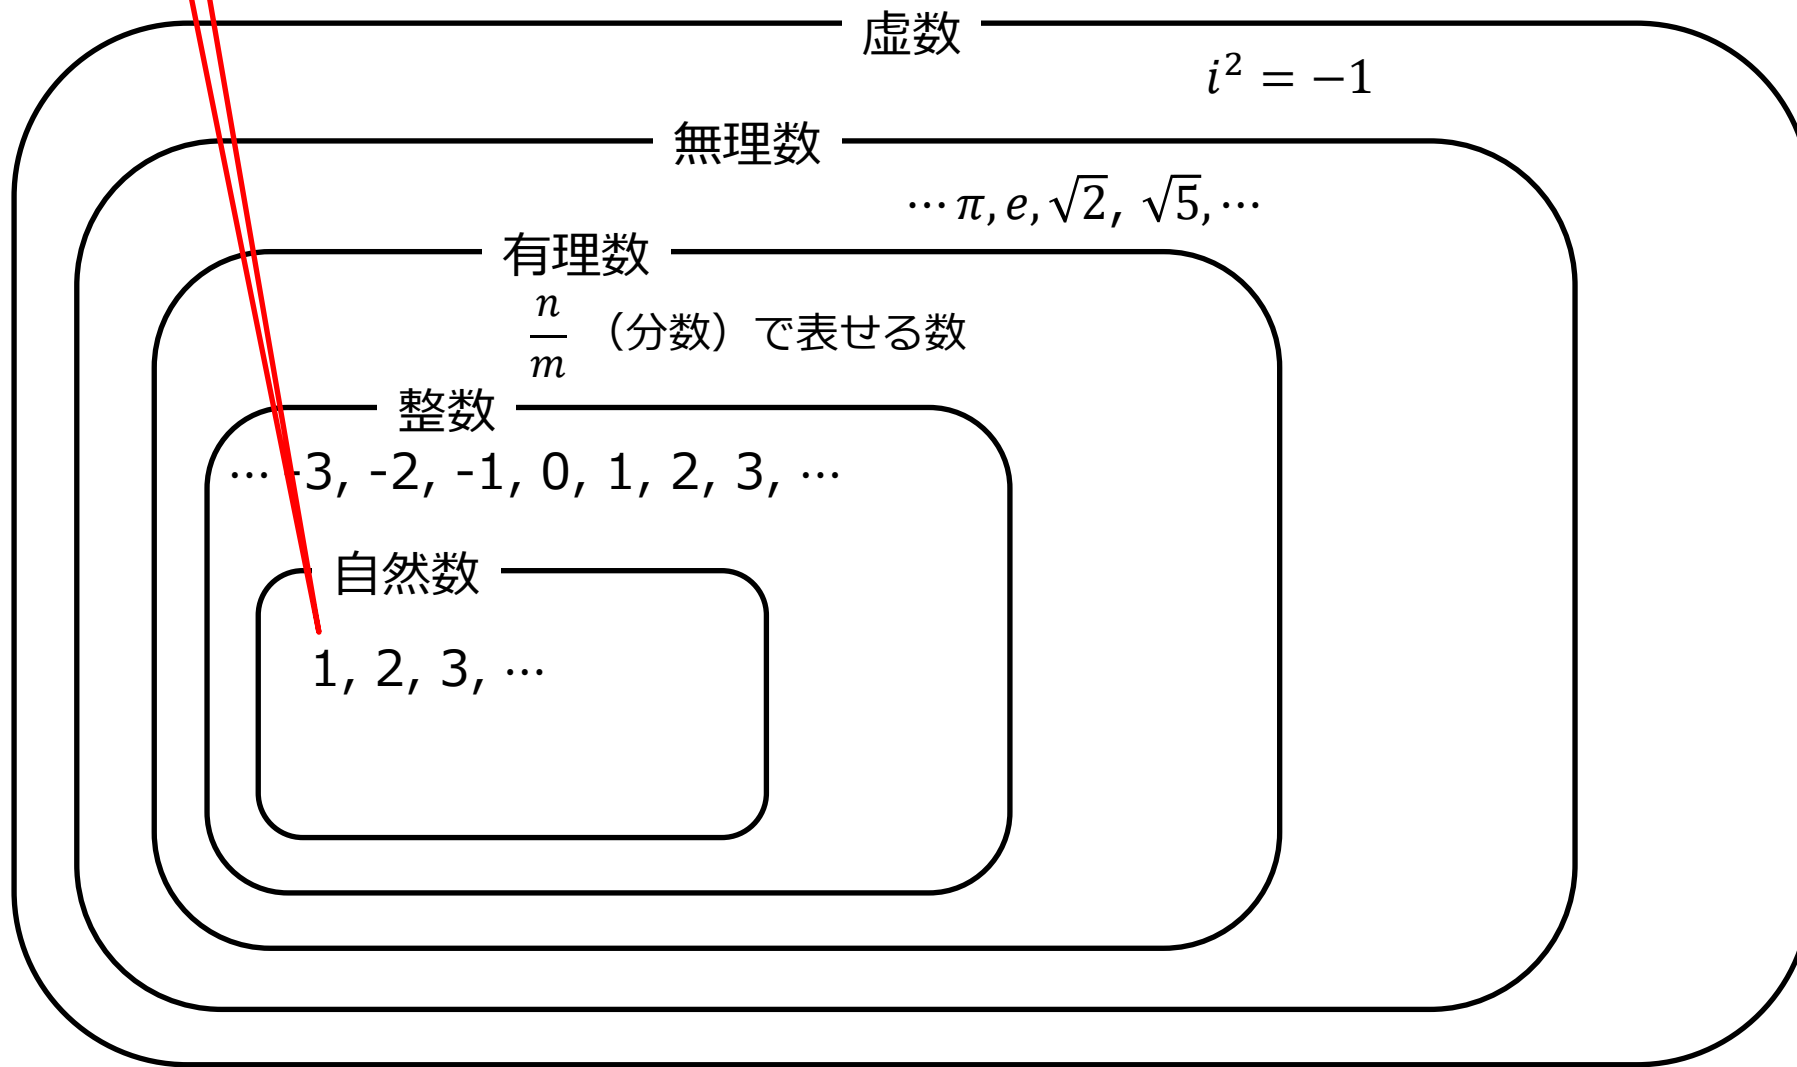 虚数
i² = −1
無理数
⋯ π, e, √2, √5, ⋯
有理数
n/m （分数）で表せる数
整数
… -3, -2, -1, 0, 1, 2, 3, …
自然数
1, 2, 3, …